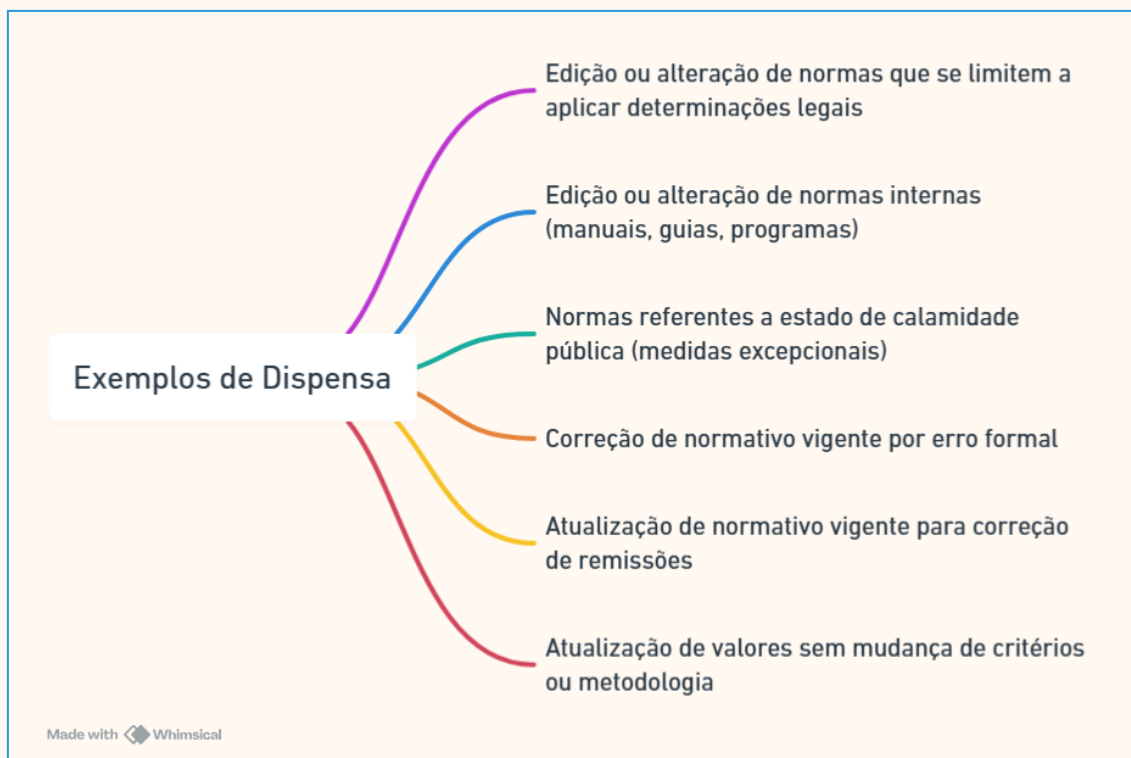 Edição ou alteração de normas que se limitem a
aplicar determinações legais
Edição ou alteração de normas internas
(manuais, guias, programas)
Normas referentes a estado de calamidade
pública (medidas excepcionais)
Exemplos de Dispensa
Correção de normativo vigente por erro formal
Atualização de normativo vigente para correção
de remissões
Atualização de valores sem mudança de critérios
ou metodologia
Made with Whimsical